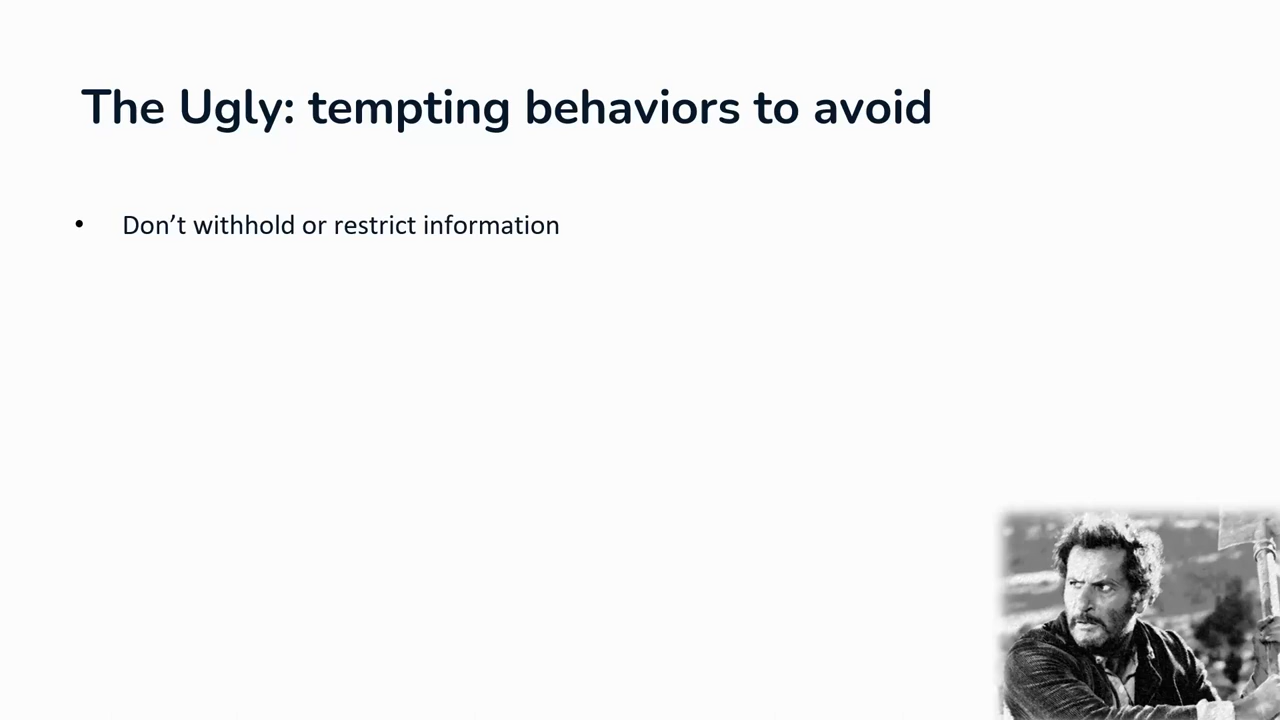 The Ugly: tempting behaviors to avoid
• Don’t withhold or restrict information